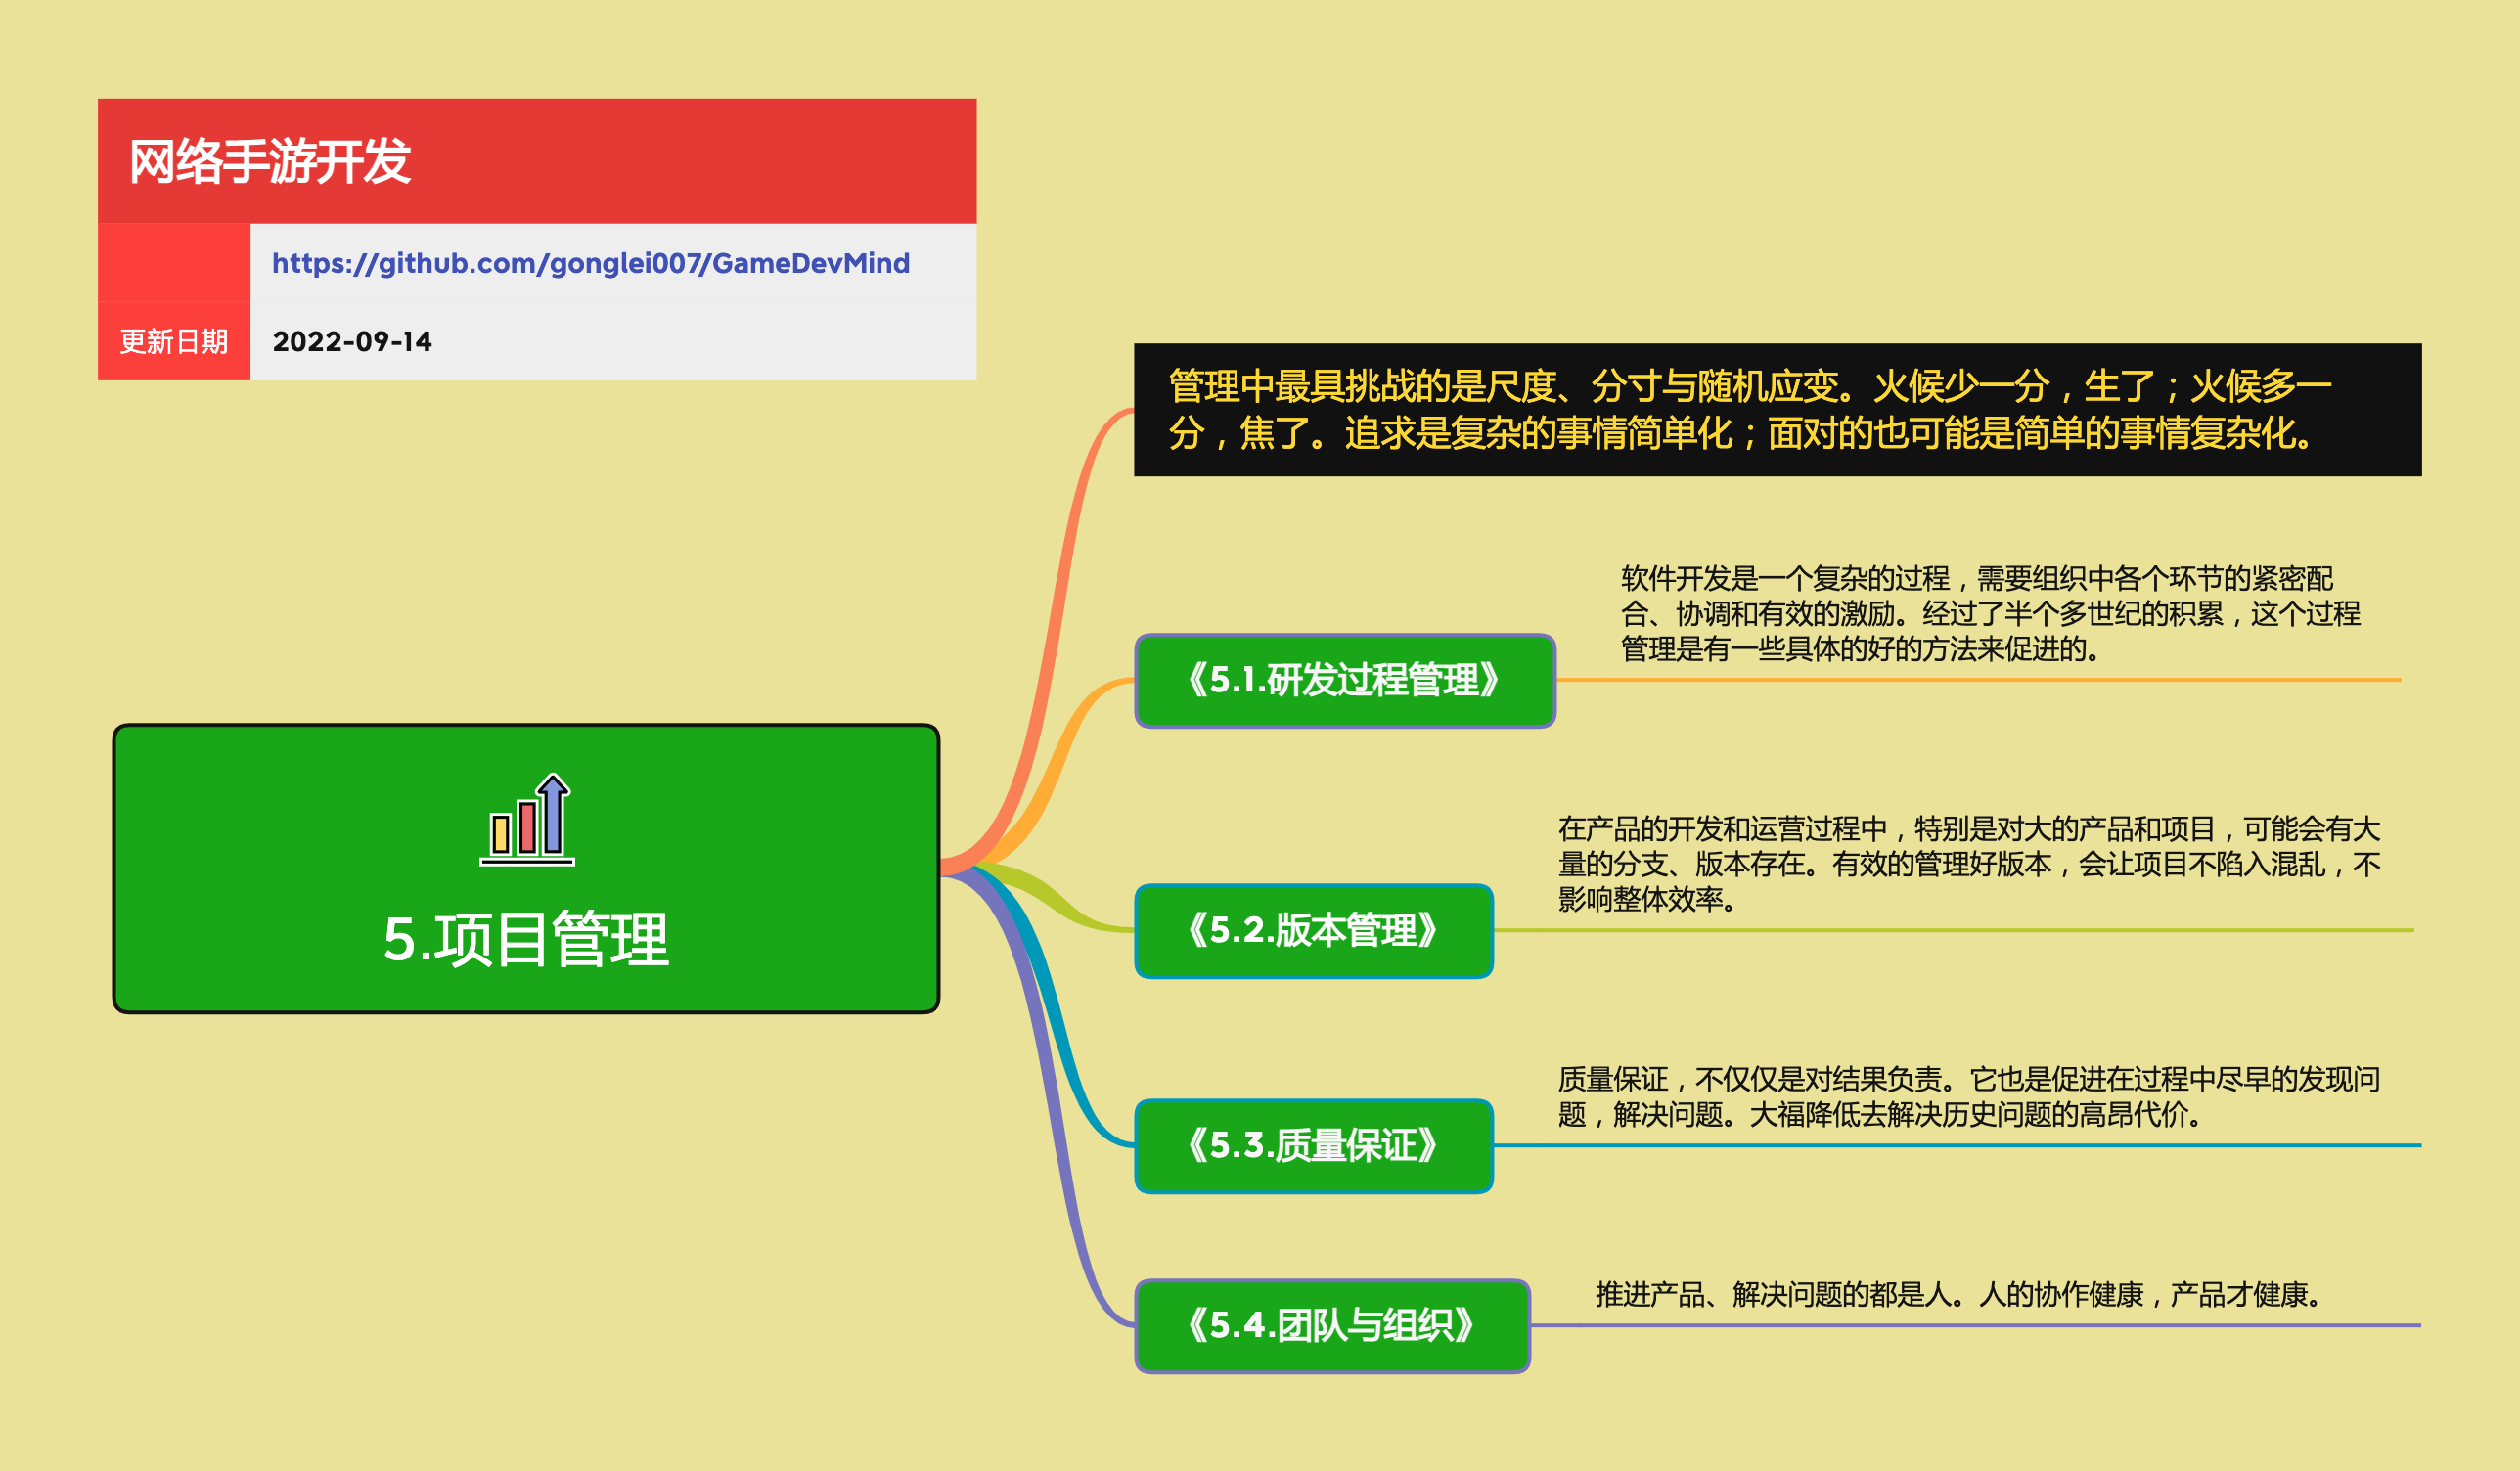 网络手游开发
https://github.com/gonglei007/GameDevMind
更新日期 2022-09-14
管理中最具挑战的是尺度、分寸与随机应变。火候少一分，生了；火候多一
分，焦了。追求是复杂的事情简单化；面对的也可能是简单的事情复杂化。
软件开发是一个复杂的过程，需要组织中各个环节的紧密配
合、协调和有效的激励。经过了半个多世纪的积累，这个过程
管理是有一些具体的好的方法来促进的。
《5.1.研发过程管理》
5.项目管理
在产品的开发和运营过程中，特别是对大的产品和项目，可能会有大
量的分支、版本存在。有效的管理好版本，会让项目不陷入混乱，不
影响整体效率。
《5.2.版本管理》
质量保证，不仅仅是对结果负责。它也是促进在过程中尽早的发现问
题，解决问题。大福降低去解决历史问题的高昂代价。
《5.3.质量保证》
推进产品、解决问题的都是人。人的协作健康，产品才健康。
《5.4.团队与组织》